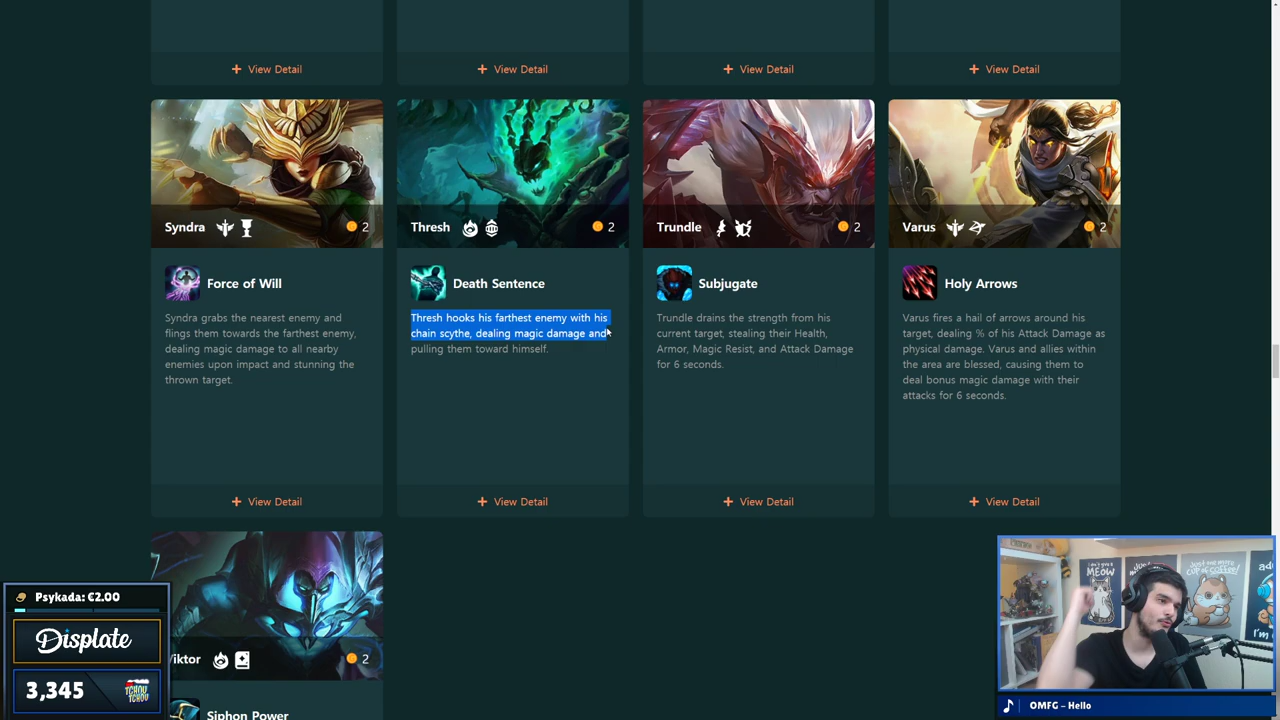 + View Detail
+ View Detail
+ View Detail
+ View Detail
Syndra
2
Force of Will
Syndra grabs the nearest enemy and
flings them towards the farthest enemy,
dealing magic damage to all nearby
enemies upon impact and stunning the
thrown target.
+ View Detail
Thresh
2
Death Sentence
Thresh hooks his farthest enemy with his
chain scythe, dealing magic damage and
pulling them toward himself.
+ View Detail
Trundle
2
Subjugate
Trundle drains the strength from his
current target, stealing their Health,
Armor, Magic Resist, and Attack Damage
for 6 seconds.
+ View Detail
Varus
2
Holy Arrows
Varus fires a hail of arrows around his
target, dealing % of his Attack Damage as
physical damage. Varus and allies within
the area are blessed, causing them to
deal bonus magic damage with their
attacks for 6 seconds.
+ View Detail
Viktor
2
Siphon Power
Psykada: €2.00
Displate
3,345
TCHOU
TCHOU
MEOW
OMFG - Hello